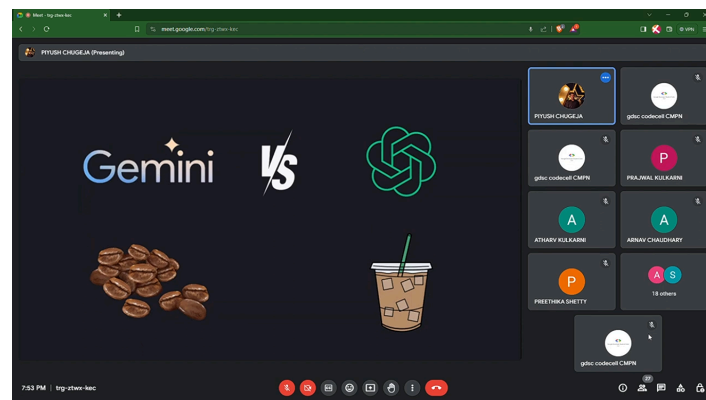 Meet - trg-ztwx-kec
meet.google.com/trg-ztwx-kec
VPN
PIYUSH CHUGEJA (Presenting)
Gemini VS
PIYUSH CHUGEJA
gdsc codecell CMPN
gdsc codecell CMPN
P
PRAJWAL KULKARNI
A
ATHARV KULKARNI
A
ARNAV CHAUDHARY
P
PREETHIKA SHETTY
A S
18 others
gdsc codecell CMPN
7:53 PM | trg-ztwx-kec
27